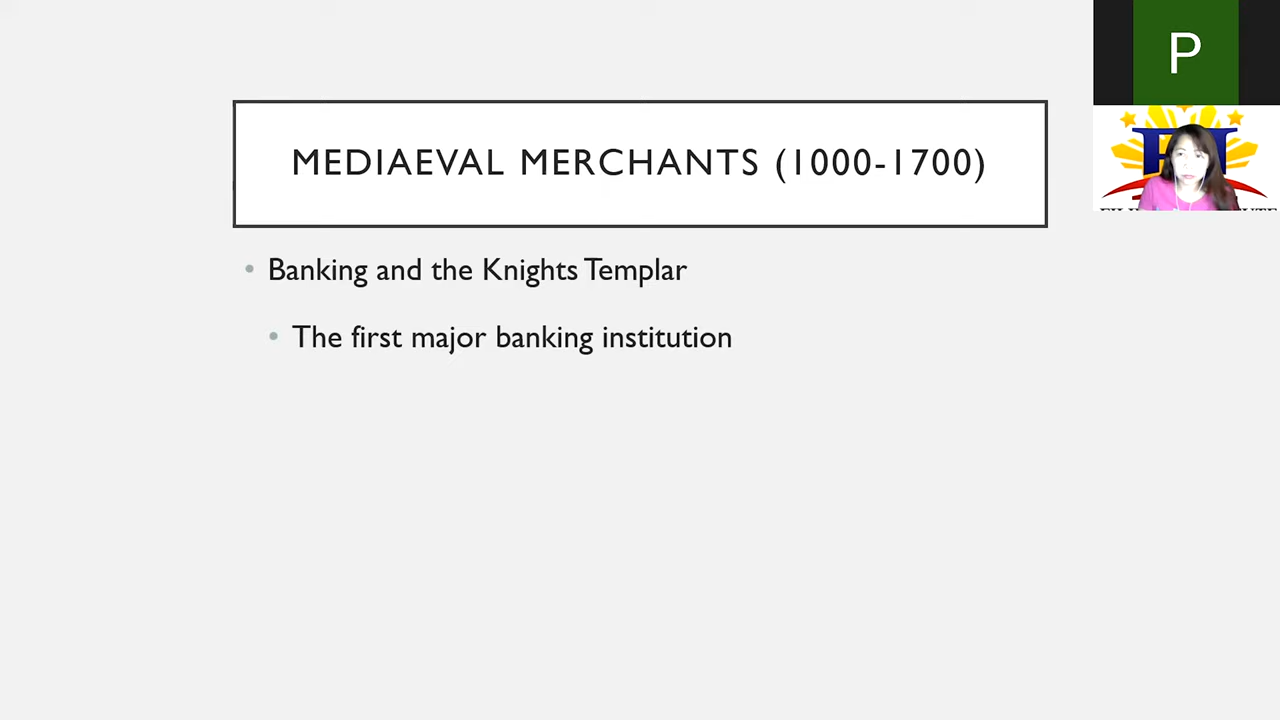 MEDIAEVAL MERCHANTS (1000-1700)
Banking and the Knights Templar
The first major banking institution
P